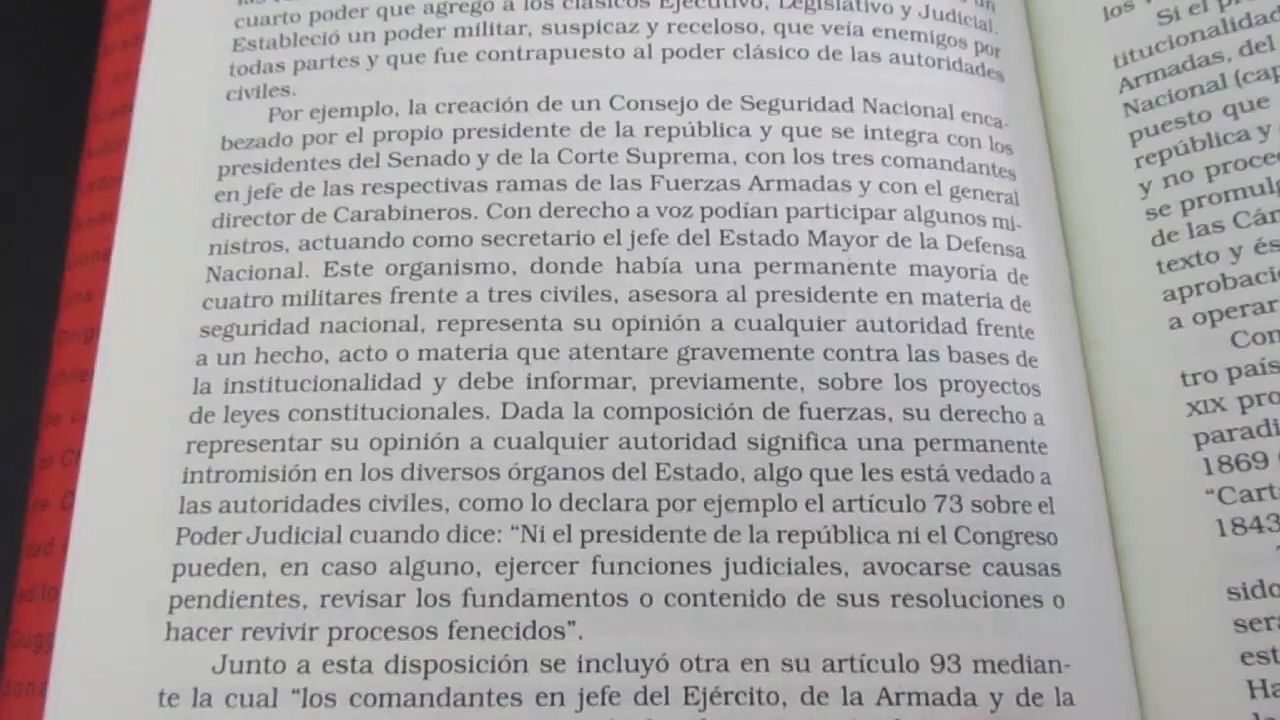 cuarto poder que agregó a los clásicos Ejecutivo, Legislativo y Judicial.
Estableció un poder militar, suspicaz y receloso, que veía enemigos por
todas partes y que fue contrapuesto al poder clásico de las autoridades
civiles.
Por ejemplo, la creación de un Consejo de Seguridad Nacional enca-
bezado por el propio presidente de la república y que se integra con los
presidentes del Senado y de la Corte Suprema, con los tres comandantes
en jefe de las respectivas ramas de las Fuerzas Armadas y con el general
director de Carabineros. Con derecho a voz podían participar algunos mi-
nistros, actuando como secretario el jefe del Estado Mayor de la Defensa
Nacional. Este organismo, donde había una permanente mayoría de
cuatro militares frente a tres civiles, asesora al presidente en materia de
seguridad nacional, representa su opinión a cualquier autoridad frente
a un hecho, acto o materia que atentare gravemente contra las bases de
la institucionalidad y debe informar, previamente, sobre los proyectos
de leyes constitucionales. Dada la composición de fuerzas, su derecho a
representar su opinión a cualquier autoridad significa una permanente
intromisión en los diversos órganos del Estado, algo que les está vedado a
las autoridades civiles, como lo declara por ejemplo el artículo 73 sobre el
Poder Judicial cuando dice: “Ni el presidente de la república ni el Congreso
pueden, en caso alguno, ejercer funciones judiciales, avocarse causas
pendientes, revisar los fundamentos o contenido de sus resoluciones o
hacer revivir procesos fenecidos”.
Junto a esta disposición se incluyó otra en su artículo 93 median-
te la cual “los comandantes en jefe del Ejército, de la Armada y de la
los
Si el
titucionalidad
Armadas, del
Nacional (cap
puesto que
república y
y no proce
se promulg
de las Cám
texto y és
aprobaci
a operar
Con
tro país
XIX pro
paradi
1869
“Cart
1843
sido
sera
est
Ha